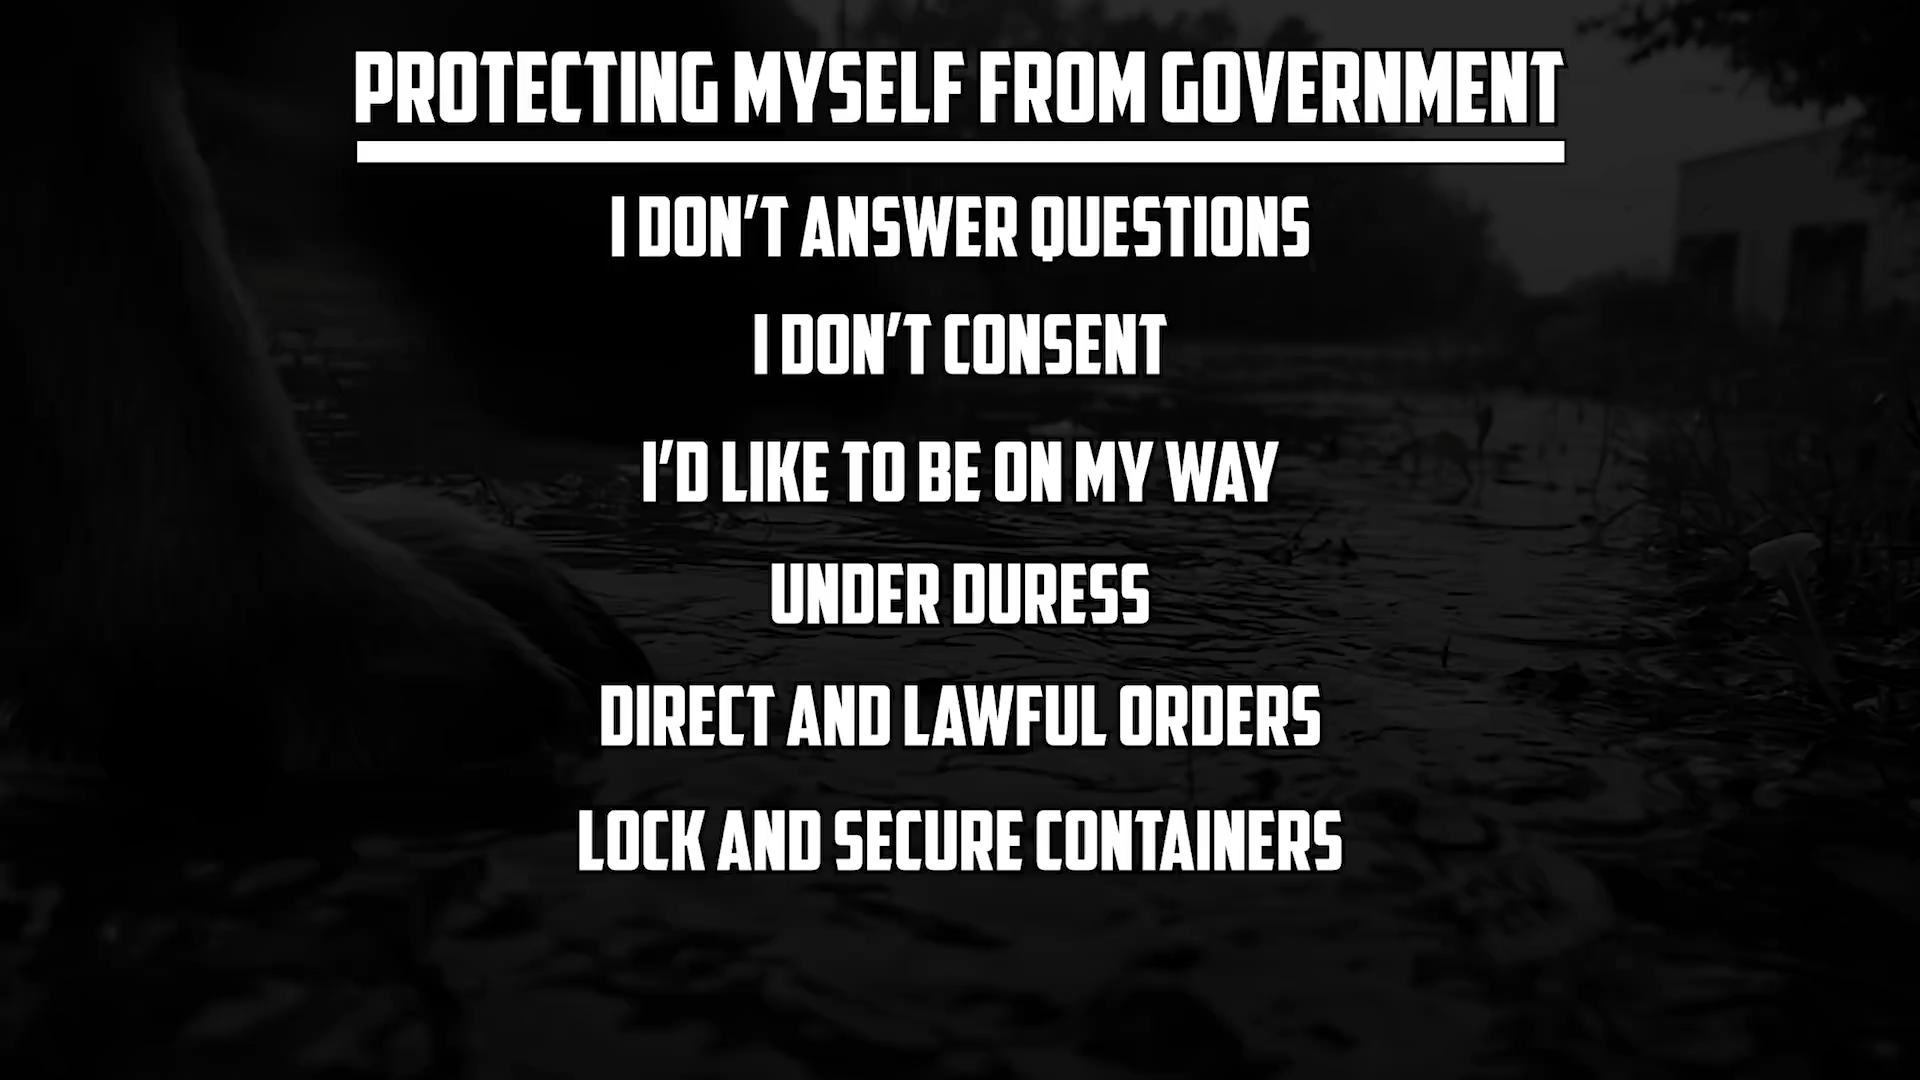 PROTECTING MYSELF FROM GOVERNMENT
I DON'T ANSWER QUESTIONS
I DON'T CONSENT
I'D LIKE TO BE ON MY WAY
UNDER DURESS
DIRECT AND LAWFUL ORDERS
LOCK AND SECURE CONTAINERS